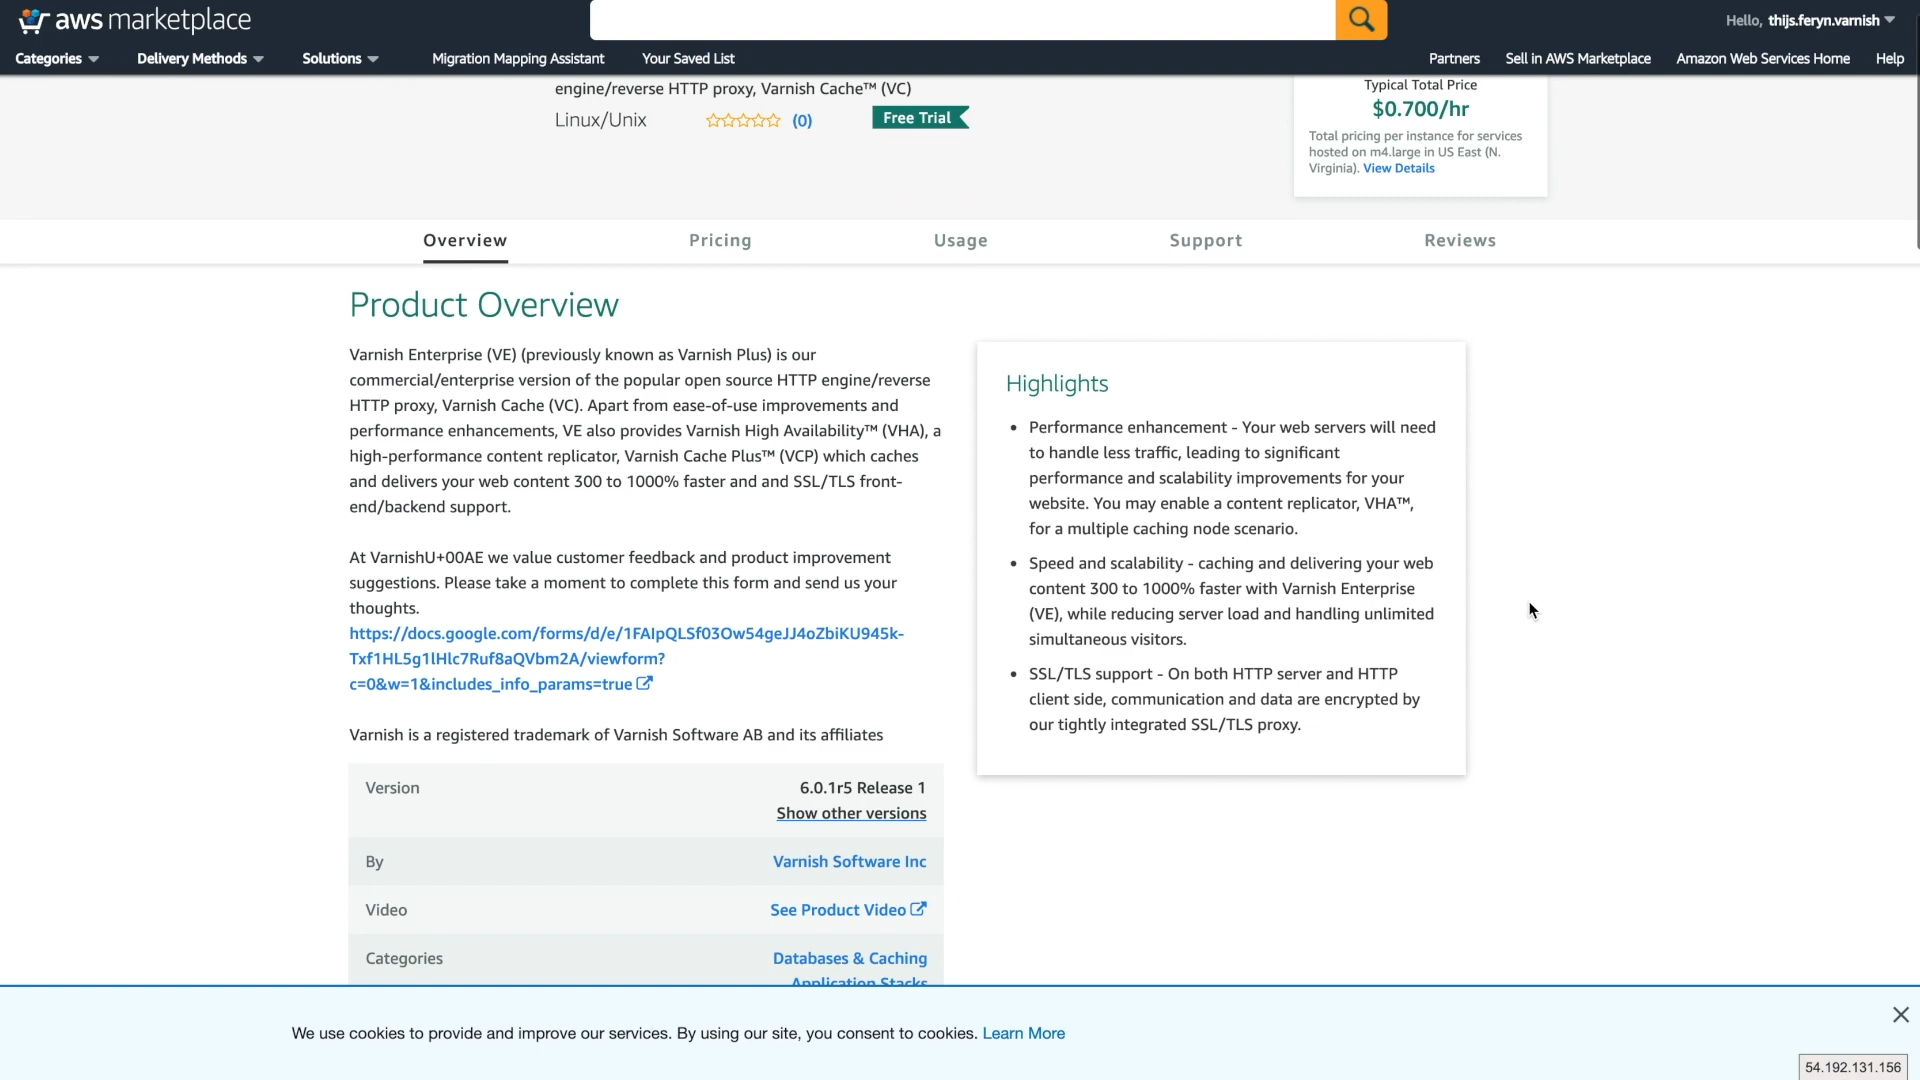 aws marketplace
Hello, thijs.feryn.varnish
Categories
Delivery Methods
Solutions
Migration Mapping Assistant
Your Saved List
Partners
Sell in AWS Marketplace
Amazon Web Services Home
Help
engine/reverse HTTP proxy, Varnish Cache™ (VC)
Linux/Unix
(0)
Free Trial
Typical Total Price
$0.700/hr
Total pricing per instance for services
hosted on m4.large in US East (N.
Virginia). View Details
Overview
Pricing
Usage
Support
Reviews
Product Overview
Varnish Enterprise (VE) (previously known as Varnish Plus) is our
commercial/enterprise version of the popular open source HTTP engine/reverse
HTTP proxy, Varnish Cache (VC). Apart from ease-of-use improvements and
performance enhancements, VE also provides Varnish High Availability™ (VHA), a
high-performance content replicator, Varnish Cache Plus™ (VCP) which caches
and delivers your web content 300 to 1000% faster and and SSL/TLS front-
end/backend support.
At VarnishU+00AE we value customer feedback and product improvement
suggestions. Please take a moment to complete this form and send us your
thoughts.
https://docs.google.com/forms/d/e/1FAIpQLSf03Ow54geJJ4oZbiKU945k-
Txf1HL5g1lHlc7Ruf8aQVbm2A/viewform?
c=0&w=1&includes_info_params=true
Varnish is a registered trademark of Varnish Software AB and its affiliates
Highlights
• Performance enhancement - Your web servers will need
to handle less traffic, leading to significant
performance and scalability improvements for your
website. You may enable a content replicator, VHA™,
for a multiple caching node scenario.
• Speed and scalability - caching and delivering your web
content 300 to 1000% faster with Varnish Enterprise
(VE), while reducing server load and handling unlimited
simultaneous visitors.
• SSL/TLS support - On both HTTP server and HTTP
client side, communication and data are encrypted by
our tightly integrated SSL/TLS proxy.
Version
6.0.1r5 Release 1
Show other versions
By
Varnish Software Inc
Video
See Product Video
Categories
Databases & Caching
Application Stacks
We use cookies to provide and improve our services. By using our site, you consent to cookies. Learn More
54.192.131.156